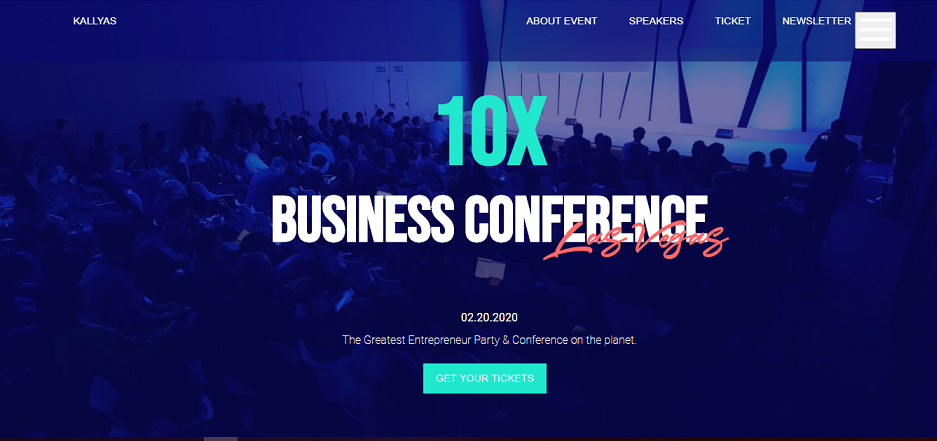 KALLYAS
ABOUT EVENT SPEAKERS TICKET NEWSLETTER
10X
BUSINESS CONFERENCE
Las Vegas
02.20.2020
The Greatest Entrepreneur Party & Conference on the planet.
GET YOUR TICKETS